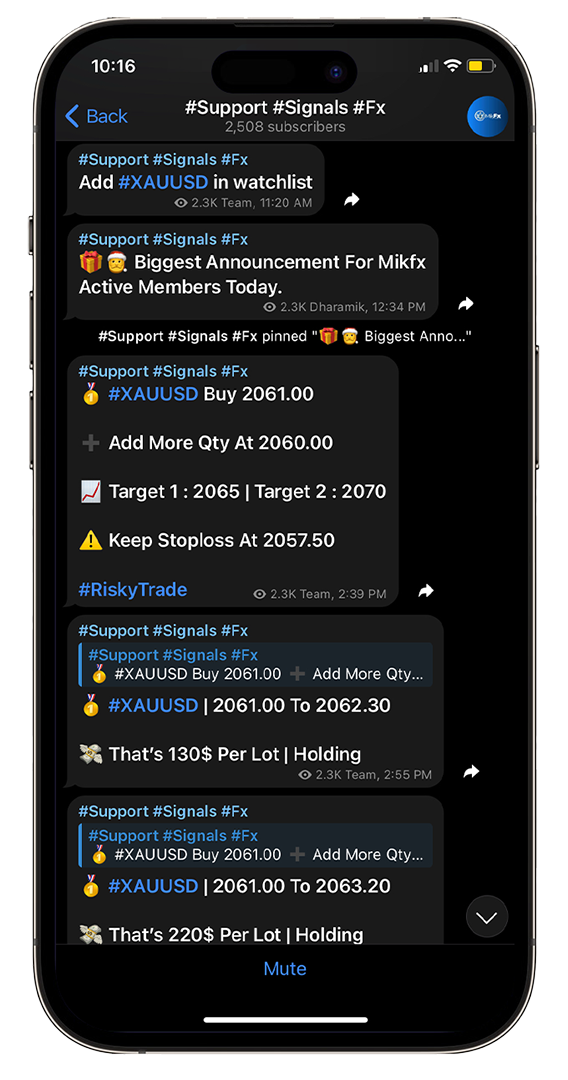 10:16
Back
#Support #Signals #Fx
2,508 subscribers
MikFx
#Support #Signals #Fx
Add #XAUUSD in watchlist
2.3K Team, 11:20 AM
#Support #Signals #Fx
🎁 🎅 Biggest Announcement For Mikfx
Active Members Today.
2.3K Dharamik, 12:34 PM
#Support #Signals #Fx pinned "🎁 🎅 Biggest Anno..."
#Support #Signals #Fx
🏅 #XAUUSD Buy 2061.00
➕ Add More Qty At 2060.00
📈 Target 1 : 2065 | Target 2 : 2070
⚠️ Keep Stoploss At 2057.50
#RiskyTrade
2.3K Team, 2:39 PM
#Support #Signals #Fx
#Support #Signals #Fx
🏅 #XAUUSD Buy 2061.00 ➕ Add More Qty...
🏅 #XAUUSD | 2061.00 To 2062.30
💸 That's 130$ Per Lot | Holding
2.3K Team, 2:55 PM
#Support #Signals #Fx
#Support #Signals #Fx
🏅 #XAUUSD Buy 2061.00 ➕ Add More Qty...
🏅 #XAUUSD | 2061.00 To 2063.20
💸 That's 220$ Per Lot | Holding
Mute